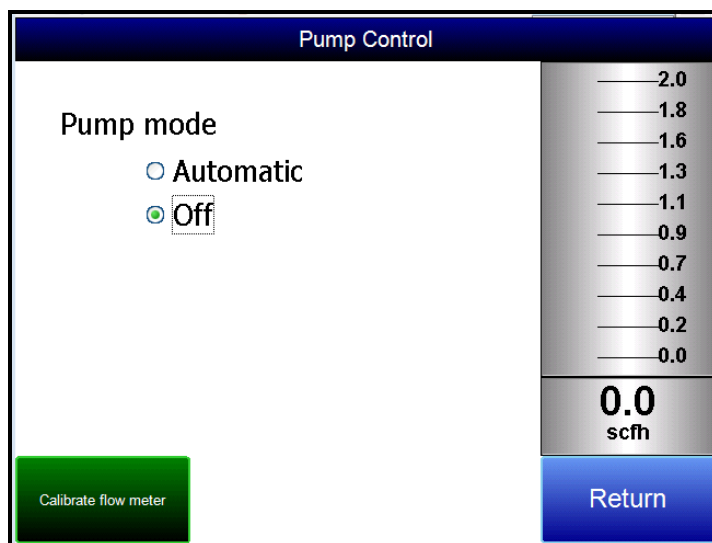 Pump Control
Pump mode
Automatic
Off
2.0
1.8
1.6
1.3
1.1
0.9
0.7
0.4
0.2
0.0
0.0
scfh
Calibrate flow meter
Return